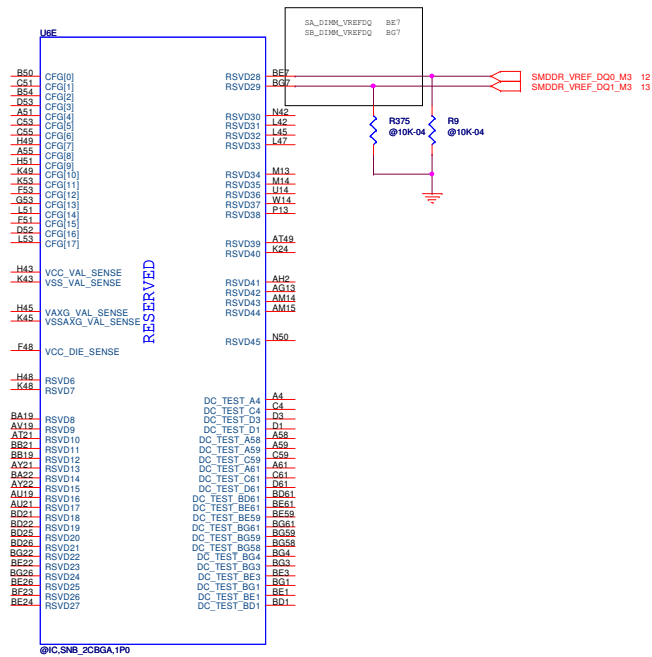 SA_DIMM_VREFDQ BE7
SB_DIMM_VREFDQ BG7
U6E
B50 CFG[0]
C51 CFG[1]
B54 CFG[2]
D53 CFG[3]
A51 CFG[4]
C53 CFG[5]
C55 CFG[6]
H49 CFG[7]
A55 CFG[8]
H51 CFG[9]
K49 CFG[10]
K53 CFG[11]
F53 CFG[12]
G53 CFG[13]
L51 CFG[14]
F51 CFG[15]
D52 CFG[16]
L53 CFG[17]
H43 VCC_VAL_SENSE
K43 VSS_VAL_SENSE
H45 VAXG_VAL_SENSE
K45 VSSAXG_VAL_SENSE
F48 VCC_DIE_SENSE
H48 RSVD6
K48 RSVD7
BA19 RSVD8
AV19 RSVD9
AT21 RSVD10
BB21 RSVD11
BB19 RSVD12
AY21 RSVD13
BA22 RSVD14
AY22 RSVD15
AU19 RSVD16
AU21 RSVD17
BD21 RSVD18
BD22 RSVD19
BD25 RSVD20
BD26 RSVD21
BG22 RSVD22
BE22 RSVD23
BG26 RSVD24
BE26 RSVD25
BF23 RSVD26
BE24 RSVD27
RESERVED
RSVD28 BE7
RSVD29 BG7
RSVD30 N42
RSVD31 L42
RSVD32 L45
RSVD33 L47
RSVD34 M13
RSVD35 M14
RSVD36 U14
RSVD37 W14
RSVD38 P13
RSVD39 AT49
RSVD40 K24
RSVD41 AH2
RSVD42 AG13
RSVD43 AM14
RSVD44 AM15
RSVD45 N50
DC_TEST_A4 A4
DC_TEST_C4 C4
DC_TEST_D3 D3
DC_TEST_D1 D1
DC_TEST_A58 A58
DC_TEST_A59 A59
DC_TEST_C59 C59
DC_TEST_A61 A61
DC_TEST_C61 C61
DC_TEST_D61 D61
DC_TEST_BD61 BD61
DC_TEST_BE61 BE61
DC_TEST_BE59 BE59
DC_TEST_BG61 BG61
DC_TEST_BG59 BG59
DC_TEST_BG58 BG58
DC_TEST_BG4 BG4
DC_TEST_BG3 BG3
DC_TEST_BE3 BE3
DC_TEST_BG1 BG1
DC_TEST_BE1 BE1
DC_TEST_BD1 BD1
SMDDR_VREF_DQ0_M3 12
SMDDR_VREF_DQ1_M3 13
R375
@10K-04
R9
@10K-04
@IC,SNB_2CBGA,1P0